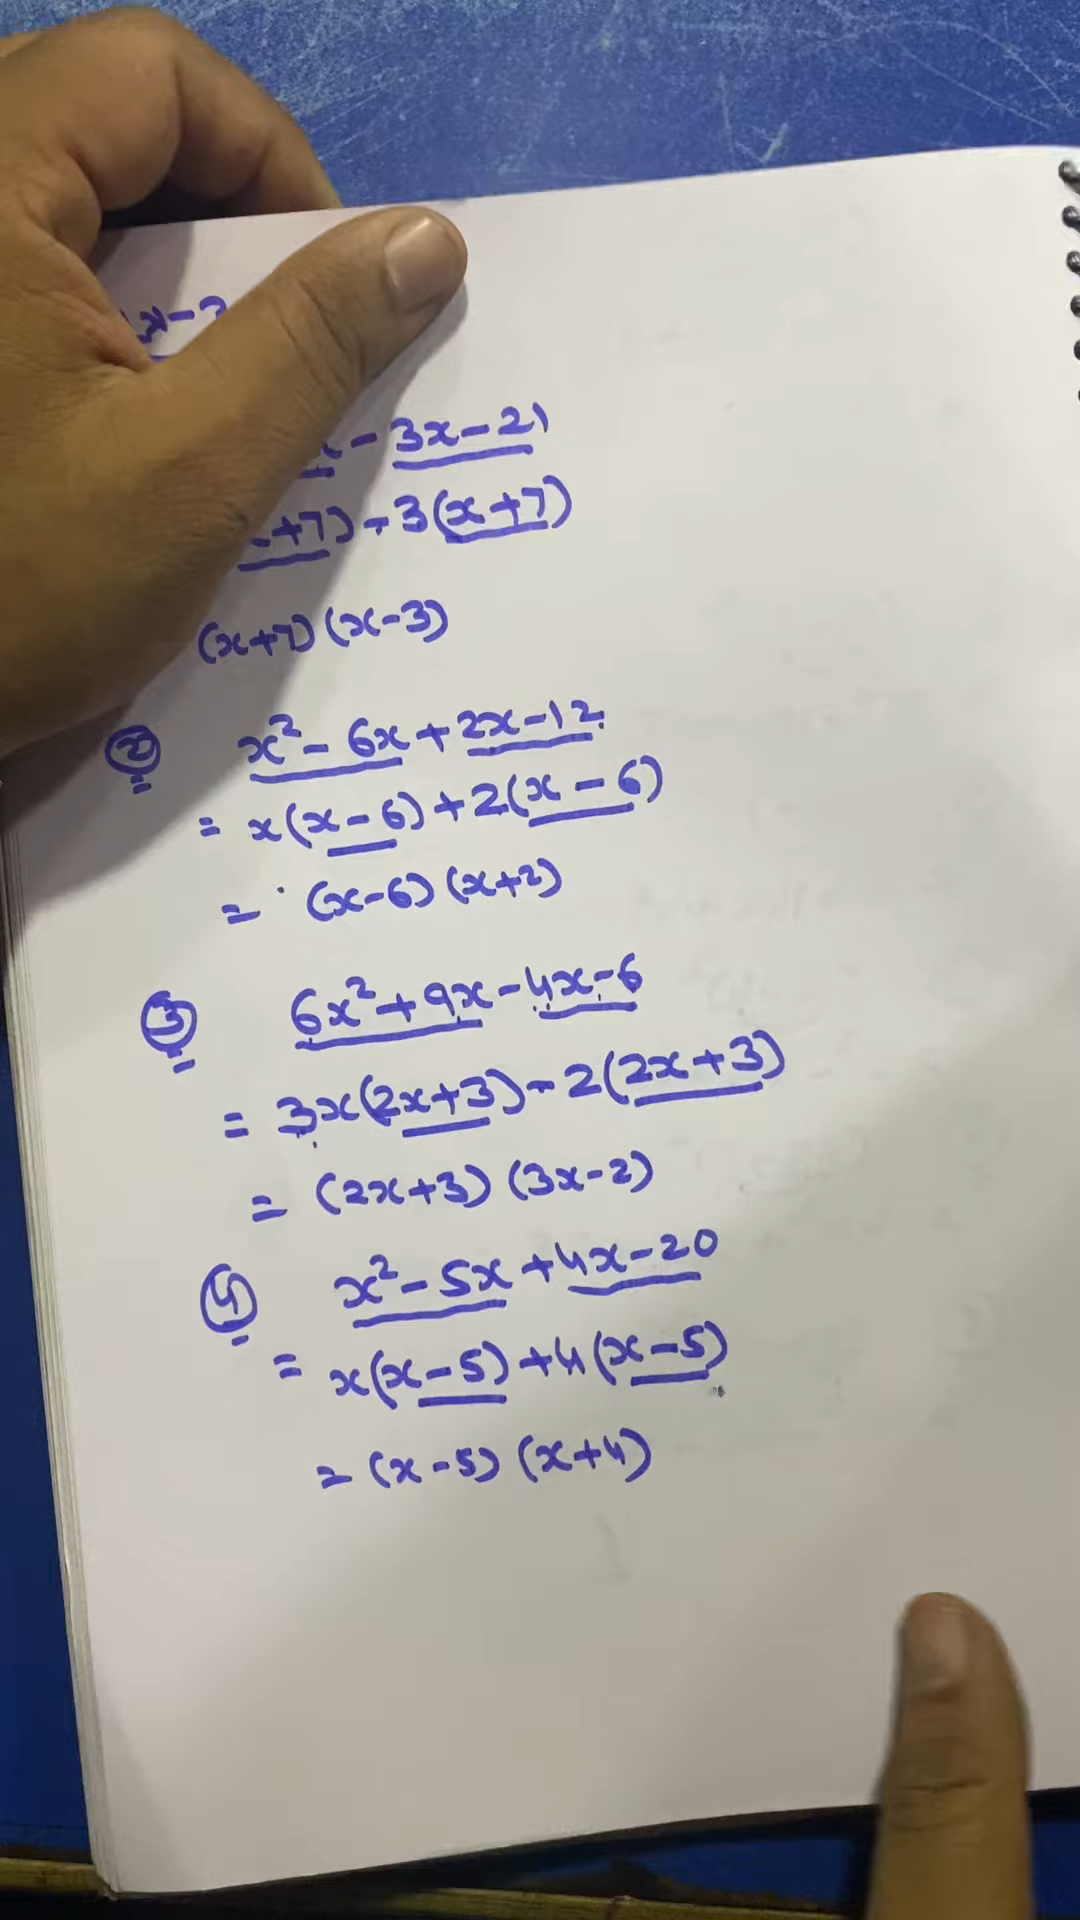 x - 3x - 21
+7) - 3(x+7)
(x+7) (x-3)
② x² - 6x + 2x - 12
= x(x - 6) + 2(x - 6)
= (x-6) (x+2)
③ 6x² + 9x - 4x - 6
= 3x(2x+3) - 2(2x+3)
= (2x+3) (3x-2)
④ x² - 5x + 4x - 20
= x(x - 5) + 4(x - 5)
= (x - 5) (x+4)